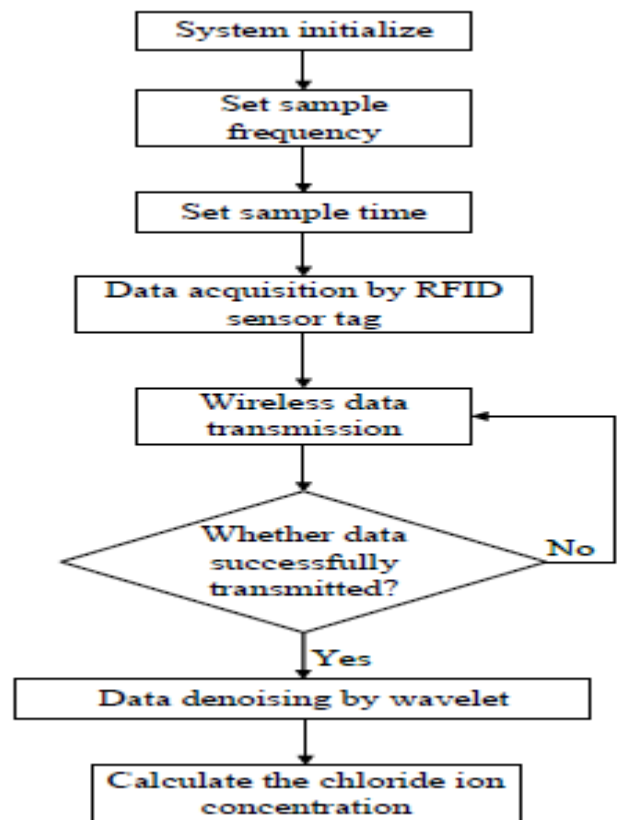 System initialize
Set sample
frequency
Set sample time
Data acquisition by RFID
sensor tag
Wireless data
transmission
Whether data
successfully
transmitted?
No
Yes
Data denoising by wavelet
Calculate the chloride ion
concentration